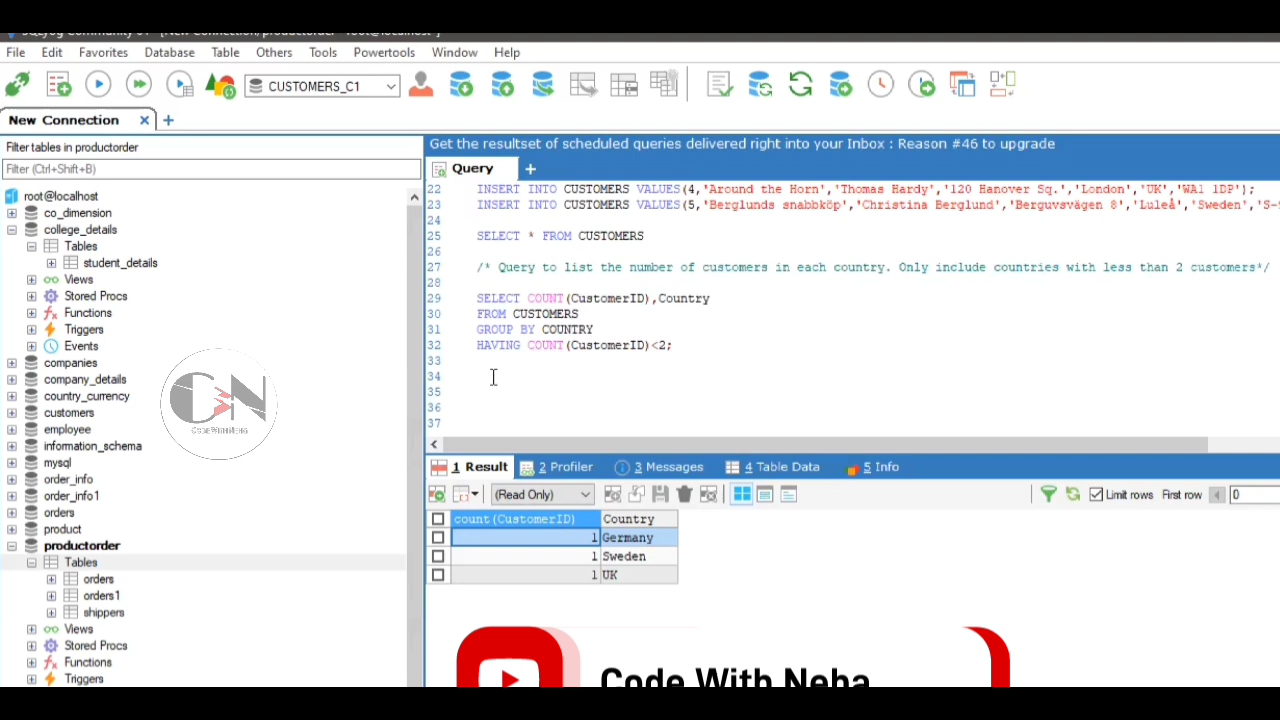 File Edit Favorites Database Table Others Tools Powertools Window Help
CUSTOMERS_C1
New Connection
Filter tables in productorder
Filter (Ctrl+Shift+B)
root@localhost
co_dimension
college_details
Tables
student_details
Views
Stored Procs
Functions
Triggers
Events
companies
company_details
country_currency
customers
employee
information_schema
mysql
order_info
order_info1
orders
product
productorder
Tables
orders
orders1
shippers
Views
Stored Procs
Functions
Triggers
CodeWithNeha
Get the resultset of scheduled queries delivered right into your Inbox : Reason #46 to upgrade
Query
22 INSERT INTO CUSTOMERS VALUES(4,'Around the Horn','Thomas Hardy','120 Hanover Sq.','London','UK','WA1 1DP');
23 INSERT INTO CUSTOMERS VALUES(5,'Berglunds snabbköp','Christina Berglund','Berguvsvägen 8','Luleå','Sweden','S-
24
25 SELECT * FROM CUSTOMERS
26
27 /* Query to list the number of customers in each country. Only include countries with less than 2 customers*/
28
29 SELECT COUNT(CustomerID),Country
30 FROM CUSTOMERS
31 GROUP BY COUNTRY
32 HAVING COUNT(CustomerID)<2;
33
34
35
36
37
1 Result 2 Profiler 3 Messages 4 Table Data 5 Info
(Read Only) Limit rows First row 0
count(CustomerID) Country
1 Germany
1 Sweden
1 UK
Code With Neha